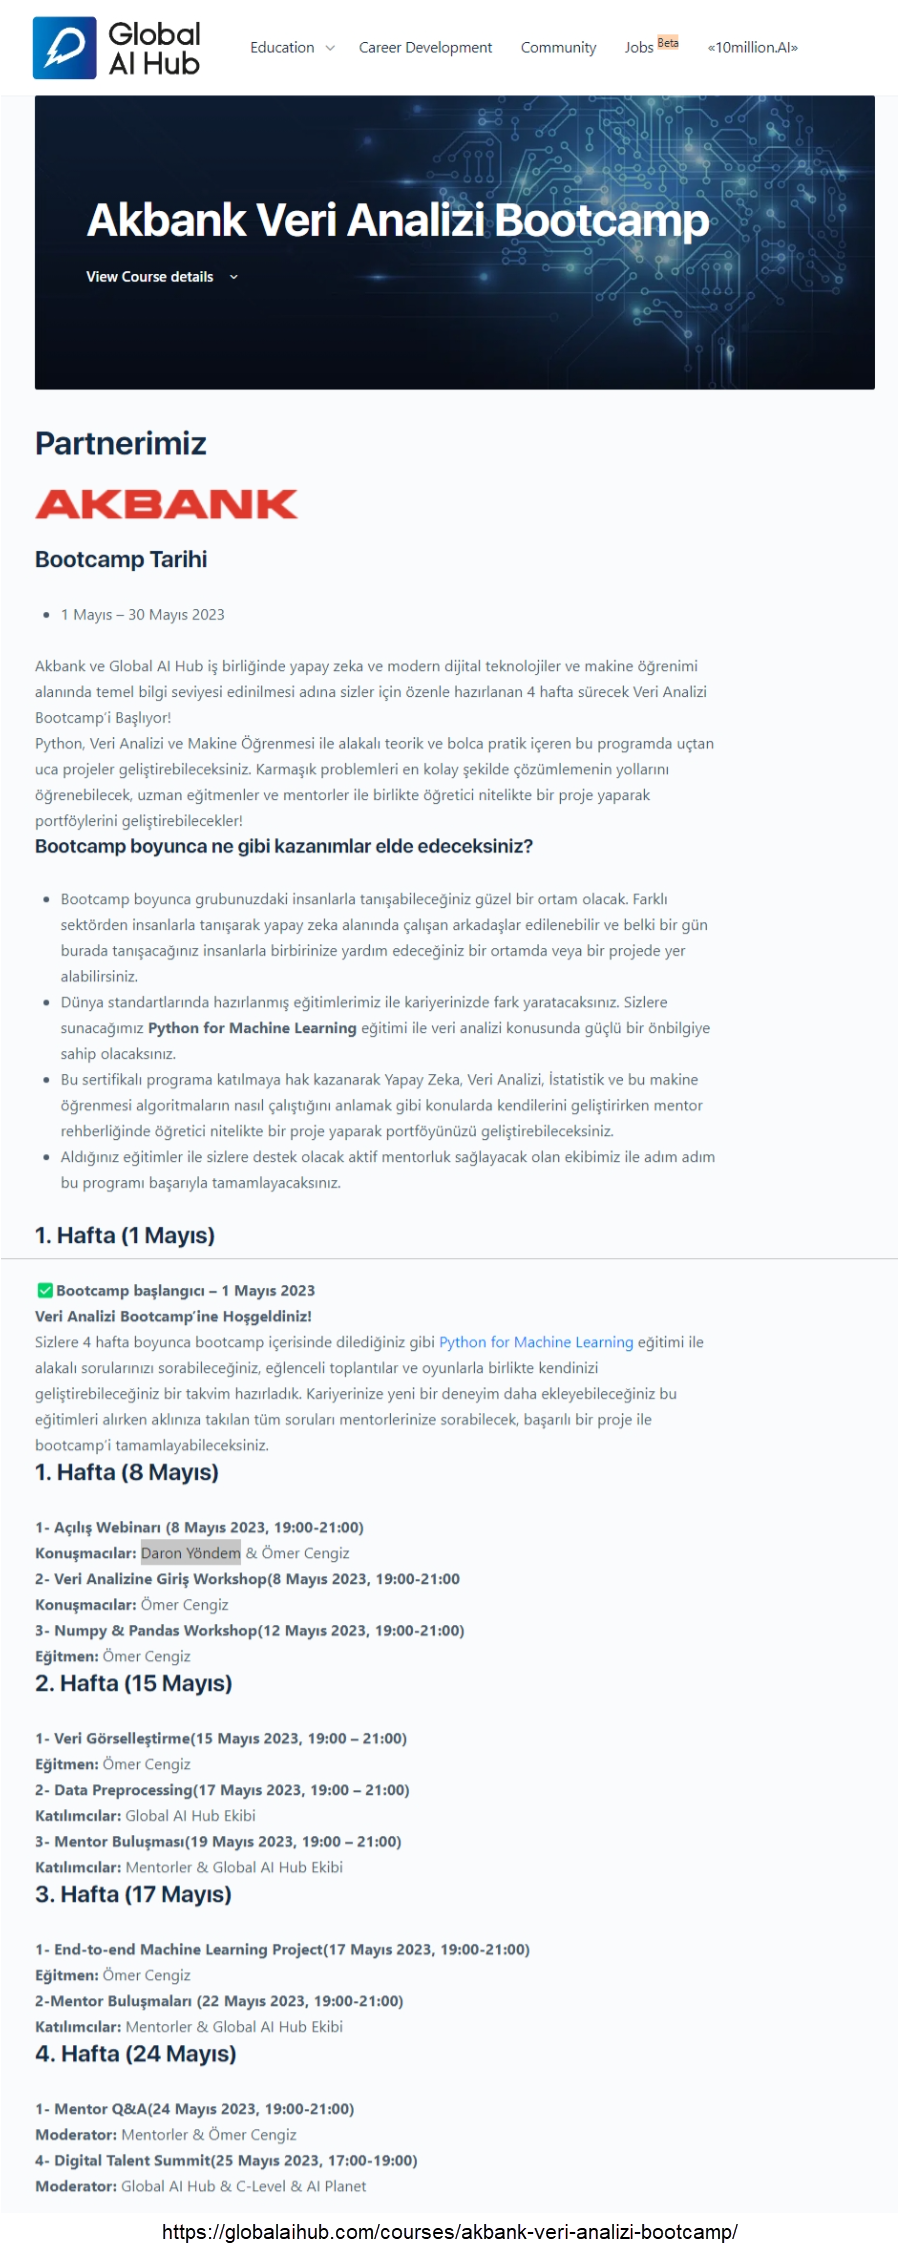 Global
AI Hub
Education
Career Development
Community
Jobs Beta
«10million.AI»
Akbank Veri Analizi Bootcamp
View Course details
Partnerimiz
AKBANK
Bootcamp Tarihi
1 Mayıs – 30 Mayıs 2023
Akbank ve Global AI Hub iş birliğinde yapay zeka ve modern dijital teknolojiler ve makine öğrenimi
alanında temel bilgi seviyesi edinilmesi adına sizler için özenle hazırlanan 4 hafta sürecek Veri Analizi
Bootcamp’i Başlıyor!
Python, Veri Analizi ve Makine Öğrenmesi ile alakalı teorik ve bolca pratik içeren bu programda uçtan
uca projeler geliştirebileceksiniz. Karmaşık problemleri en kolay şekilde çözümlemenin yollarını
öğrenebilecek, uzman eğitmenler ve mentorler ile birlikte öğretici nitelikte bir proje yaparak
portföylerini geliştirebilecekler!
Bootcamp boyunca ne gibi kazanımlar elde edeceksiniz?
Bootcamp boyunca grubunuzdaki insanlarla tanışabileceğiniz güzel bir ortam olacak. Farklı
sektörden insanlarla tanışarak yapay zeka alanında çalışan arkadaşlar edilenebilir ve belki bir gün
burada tanışacağınız insanlarla birbirinize yardım edeceğiniz bir ortamda veya bir projede yer
alabilirsiniz.
Dünya standartlarında hazırlanmış eğitimlerimiz ile kariyerinizde fark yaratacaksınız. Sizlere
sunacağımız Python for Machine Learning eğitimi ile veri analizi konusunda güçlü bir önbilgiye
sahip olacaksınız.
Bu sertifikalı programa katılmaya hak kazanarak Yapay Zeka, Veri Analizi, İstatistik ve bu makine
öğrenmesi algoritmaların nasıl çalıştığını anlamak gibi konularda kendilerini geliştirirken mentor
rehberliğinde öğretici nitelikte bir proje yaparak portföyünüzü geliştirebileceksiniz.
Aldığınız eğitimler ile sizlere destek olacak aktif mentorluk sağlayacak olan ekibimiz ile adım adım
bu programı başarıyla tamamlayacaksınız.
1. Hafta (1 Mayıs)
✅Bootcamp başlangıcı – 1 Mayıs 2023
Veri Analizi Bootcamp’ine Hoşgeldiniz!
Sizlere 4 hafta boyunca bootcamp içerisinde dilediğiniz gibi Python for Machine Learning eğitimi ile
alakalı sorularınızı sorabileceğiniz, eğlenceli toplantılar ve oyunlarla birlikte kendinizi
geliştirebileceğiniz bir takvim hazırladık. Kariyerinize yeni bir deneyim daha ekleyebileceğiniz bu
eğitimleri alırken aklınıza takılan tüm soruları mentorlerinize sorabilecek, başarılı bir proje ile
bootcamp’i tamamlayabileceksiniz.
1. Hafta (8 Mayıs)
1- Açılış Webinarı (8 Mayıs 2023, 19:00-21:00)
Konuşmacılar: Daron Yöndem & Ömer Cengiz
2- Veri Analizine Giriş Workshop(8 Mayıs 2023, 19:00-21:00
Konuşmacılar: Ömer Cengiz
3- Numpy & Pandas Workshop(12 Mayıs 2023, 19:00-21:00)
Eğitmen: Ömer Cengiz
2. Hafta (15 Mayıs)
1- Veri Görselleştirme(15 Mayıs 2023, 19:00 – 21:00)
Eğitmen: Ömer Cengiz
2- Data Preprocessing(17 Mayıs 2023, 19:00 – 21:00)
Katılımcılar: Global AI Hub Ekibi
3- Mentor Buluşması(19 Mayıs 2023, 19:00 – 21:00)
Katılımcılar: Mentorler & Global AI Hub Ekibi
3. Hafta (17 Mayıs)
1- End-to-end Machine Learning Project(17 Mayıs 2023, 19:00-21:00)
Eğitmen: Ömer Cengiz
2-Mentor Buluşmaları (22 Mayıs 2023, 19:00-21:00)
Katılımcılar: Mentorler & Global AI Hub Ekibi
4. Hafta (24 Mayıs)
1- Mentor Q&A(24 Mayıs 2023, 19:00-21:00)
Moderator: Mentorler & Ömer Cengiz
4- Digital Talent Summit(25 Mayıs 2023, 17:00-19:00)
Moderator: Global AI Hub & C-Level & AI Planet
https://globalaihub.com/courses/akbank-veri-analizi-bootcamp/